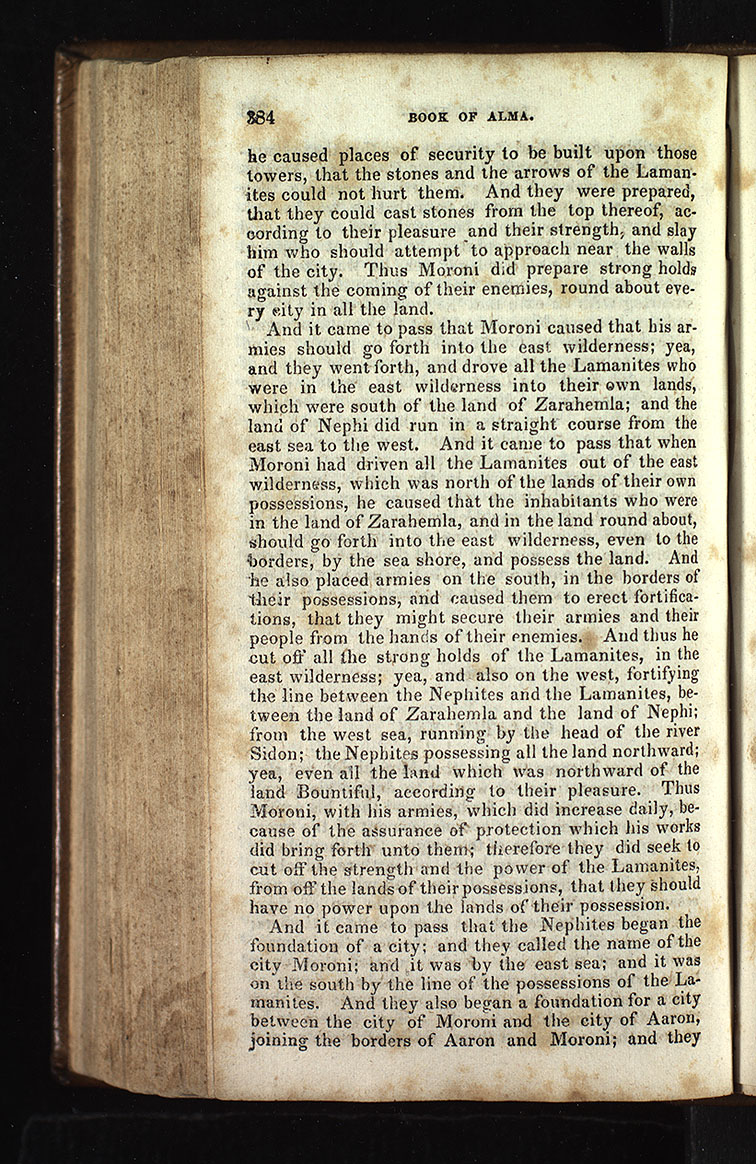 384 BOOK OF ALMA.
he caused places of security to be built upon those
towers, that the stones and the arrows of the Laman-
ites could not hurt them. And they were prepared,
that they could cast stones from the top thereof, ac-
cording to their pleasure and their strength, and slay
him who should attempt to approach near the walls
of the city. Thus Moroni did prepare strong holds
against the coming of their enemies, round about eve-
ry city in all the land.
And it came to pass that Moroni caused that his ar-
mies should go forth into the east wilderness; yea,
and they went forth, and drove all the Lamanites who
were in the east wilderness into their own lands,
which were south of the land of Zarahemla; and the
land of Nephi did run in a straight course from the
east sea to the west. And it came to pass that when
Moroni had driven all the Lamanites out of the east
wilderness, which was north of the lands of their own
possessions, he caused that the inhabitants who were
in the land of Zarahemla, and in the land round about,
should go forth into the east wilderness, even to the
borders, by the sea shore, and possess the land. And
he also placed armies on the south, in the borders of
their possessions, and caused them to erect fortifica-
tions, that they might secure their armies and their
people from the hands of their enemies. And thus he
cut off all the strong holds of the Lamanites, in the
east wilderness; yea, and also on the west, fortifying
the line between the Nephites and the Lamanites, be-
tween the land of Zarahemla and the land of Nephi;
from the west sea, running by the head of the river
Sidon; the Nephites possessing all the land northward;
yea, even all the land which was northward of the
land Bountiful, according to their pleasure. Thus
Moroni, with his armies, which did increase daily, be-
cause of the assurance of protection which his works
did bring forth unto them; therefore they did seek to
cut off the strength and the power of the Lamanites,
from off the lands of their possessions, that they should
have no power upon the lands of their possession.
And it came to pass that the Nephites began the
foundation of a city; and they called the name of the
city Moroni; and it was by the east sea; and it was
on the south by the line of the possessions of the La-
manites. And they also began a foundation for a city
between the city of Moroni and the city of Aaron,
joining the borders of Aaron and Moroni; and they